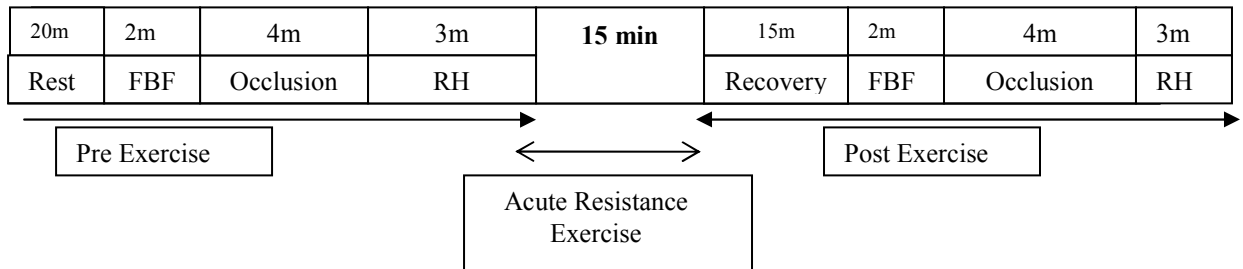 20m 2m 4m 3m 15 min 15m 2m 4m 3m
Rest FBF Occlusion RH Recovery FBF Occlusion RH
Pre Exercise Post Exercise
Acute Resistance
Exercise